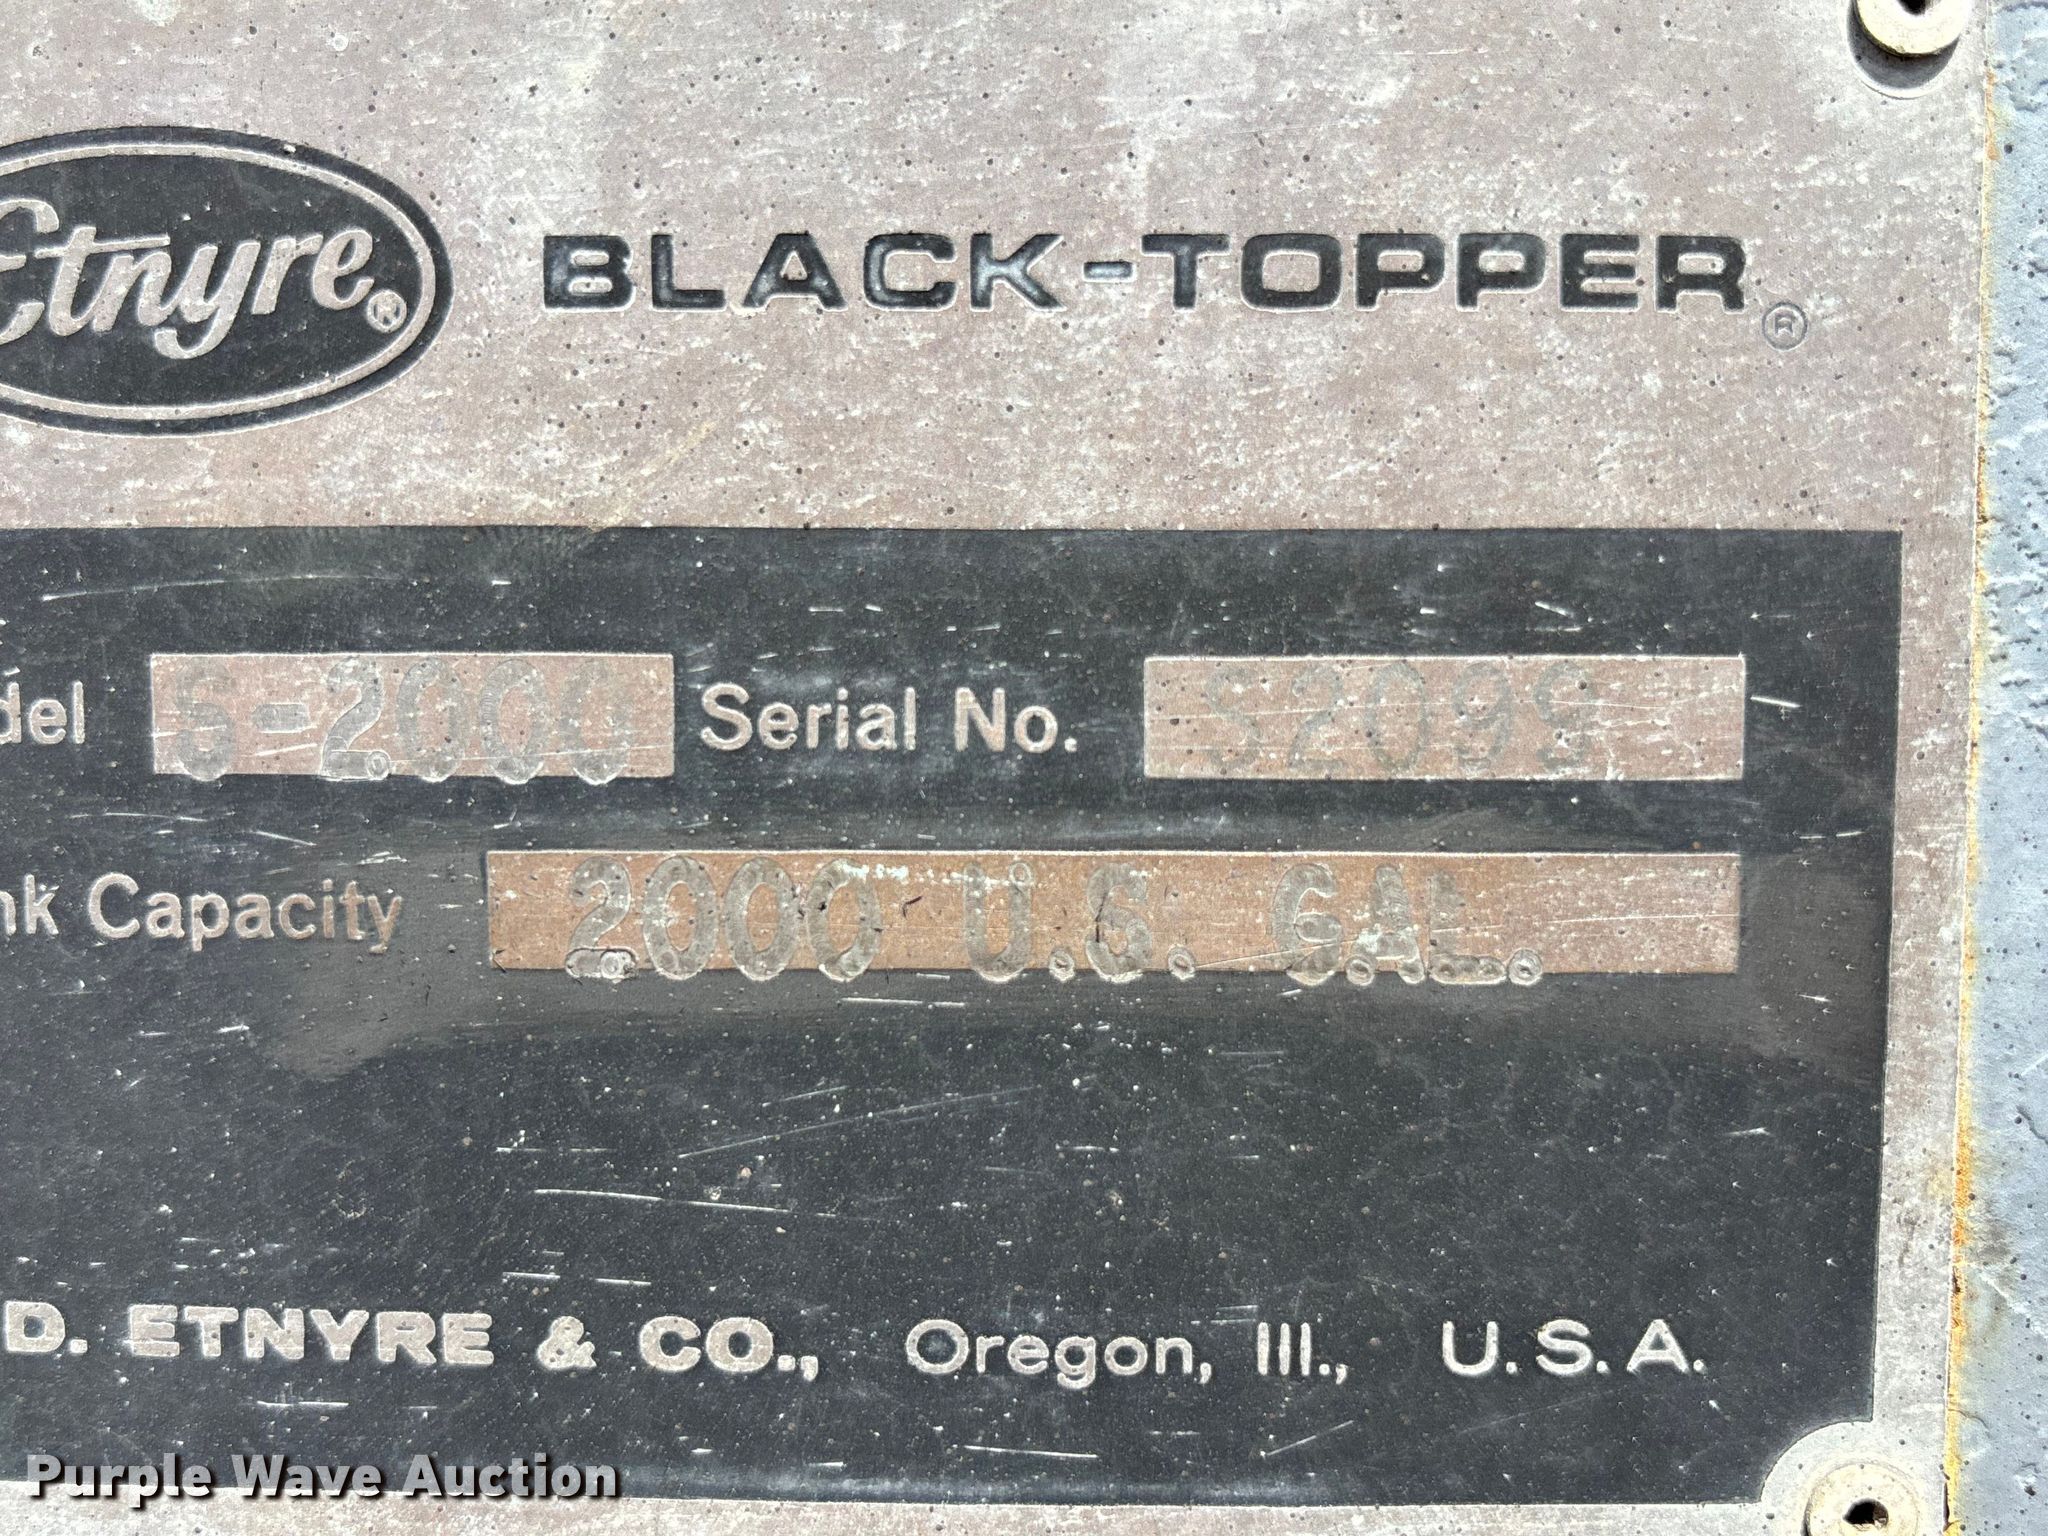 Etnyre® BLACK-TOPPER®
del S-2000 Serial No. S2099
nk Capacity 2000 U.S. GAL.
D. ETNYRE & CO., Oregon, Ill., U.S.A.
Purple Wave Auction